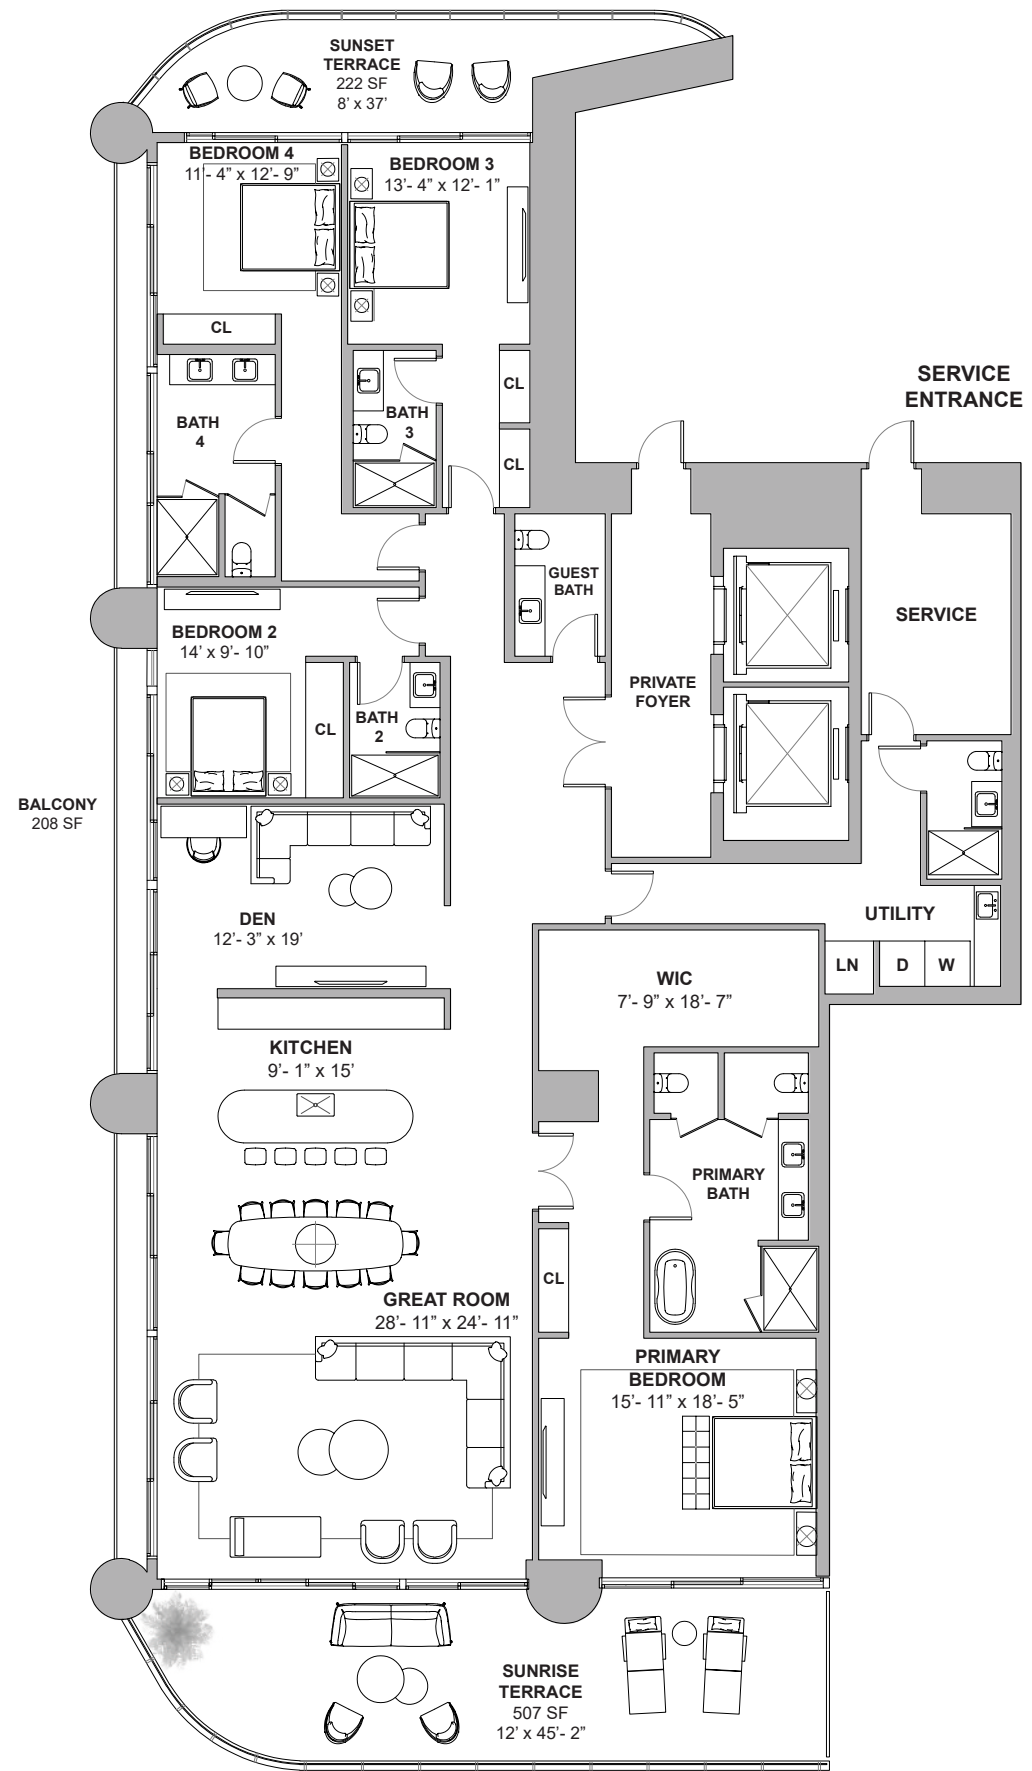 SUNSET
TERRACE
222 SF
8’ x 37’
BEDROOM 4
11’- 4” x 12’- 9”
BEDROOM 3
13’- 4” x 12’- 1”
CL
CL
CL
BATH
4
BATH
3
SERVICE
ENTRANCE
GUEST
BATH
SERVICE
BEDROOM 2
14’ x 9’- 10”
PRIVATE
FOYER
CL
BATH
2
BALCONY
208 SF
DEN
12’- 3” x 19’
UTILITY
LN
D
W
WIC
7’- 9” x 18’- 7”
KITCHEN
9’- 1” x 15’
PRIMARY
BATH
CL
GREAT ROOM
28’- 11” x 24’- 11”
PRIMARY
BEDROOM
15’- 11” x 18’- 5”
SUNRISE
TERRACE
507 SF
12’ x 45’- 2”